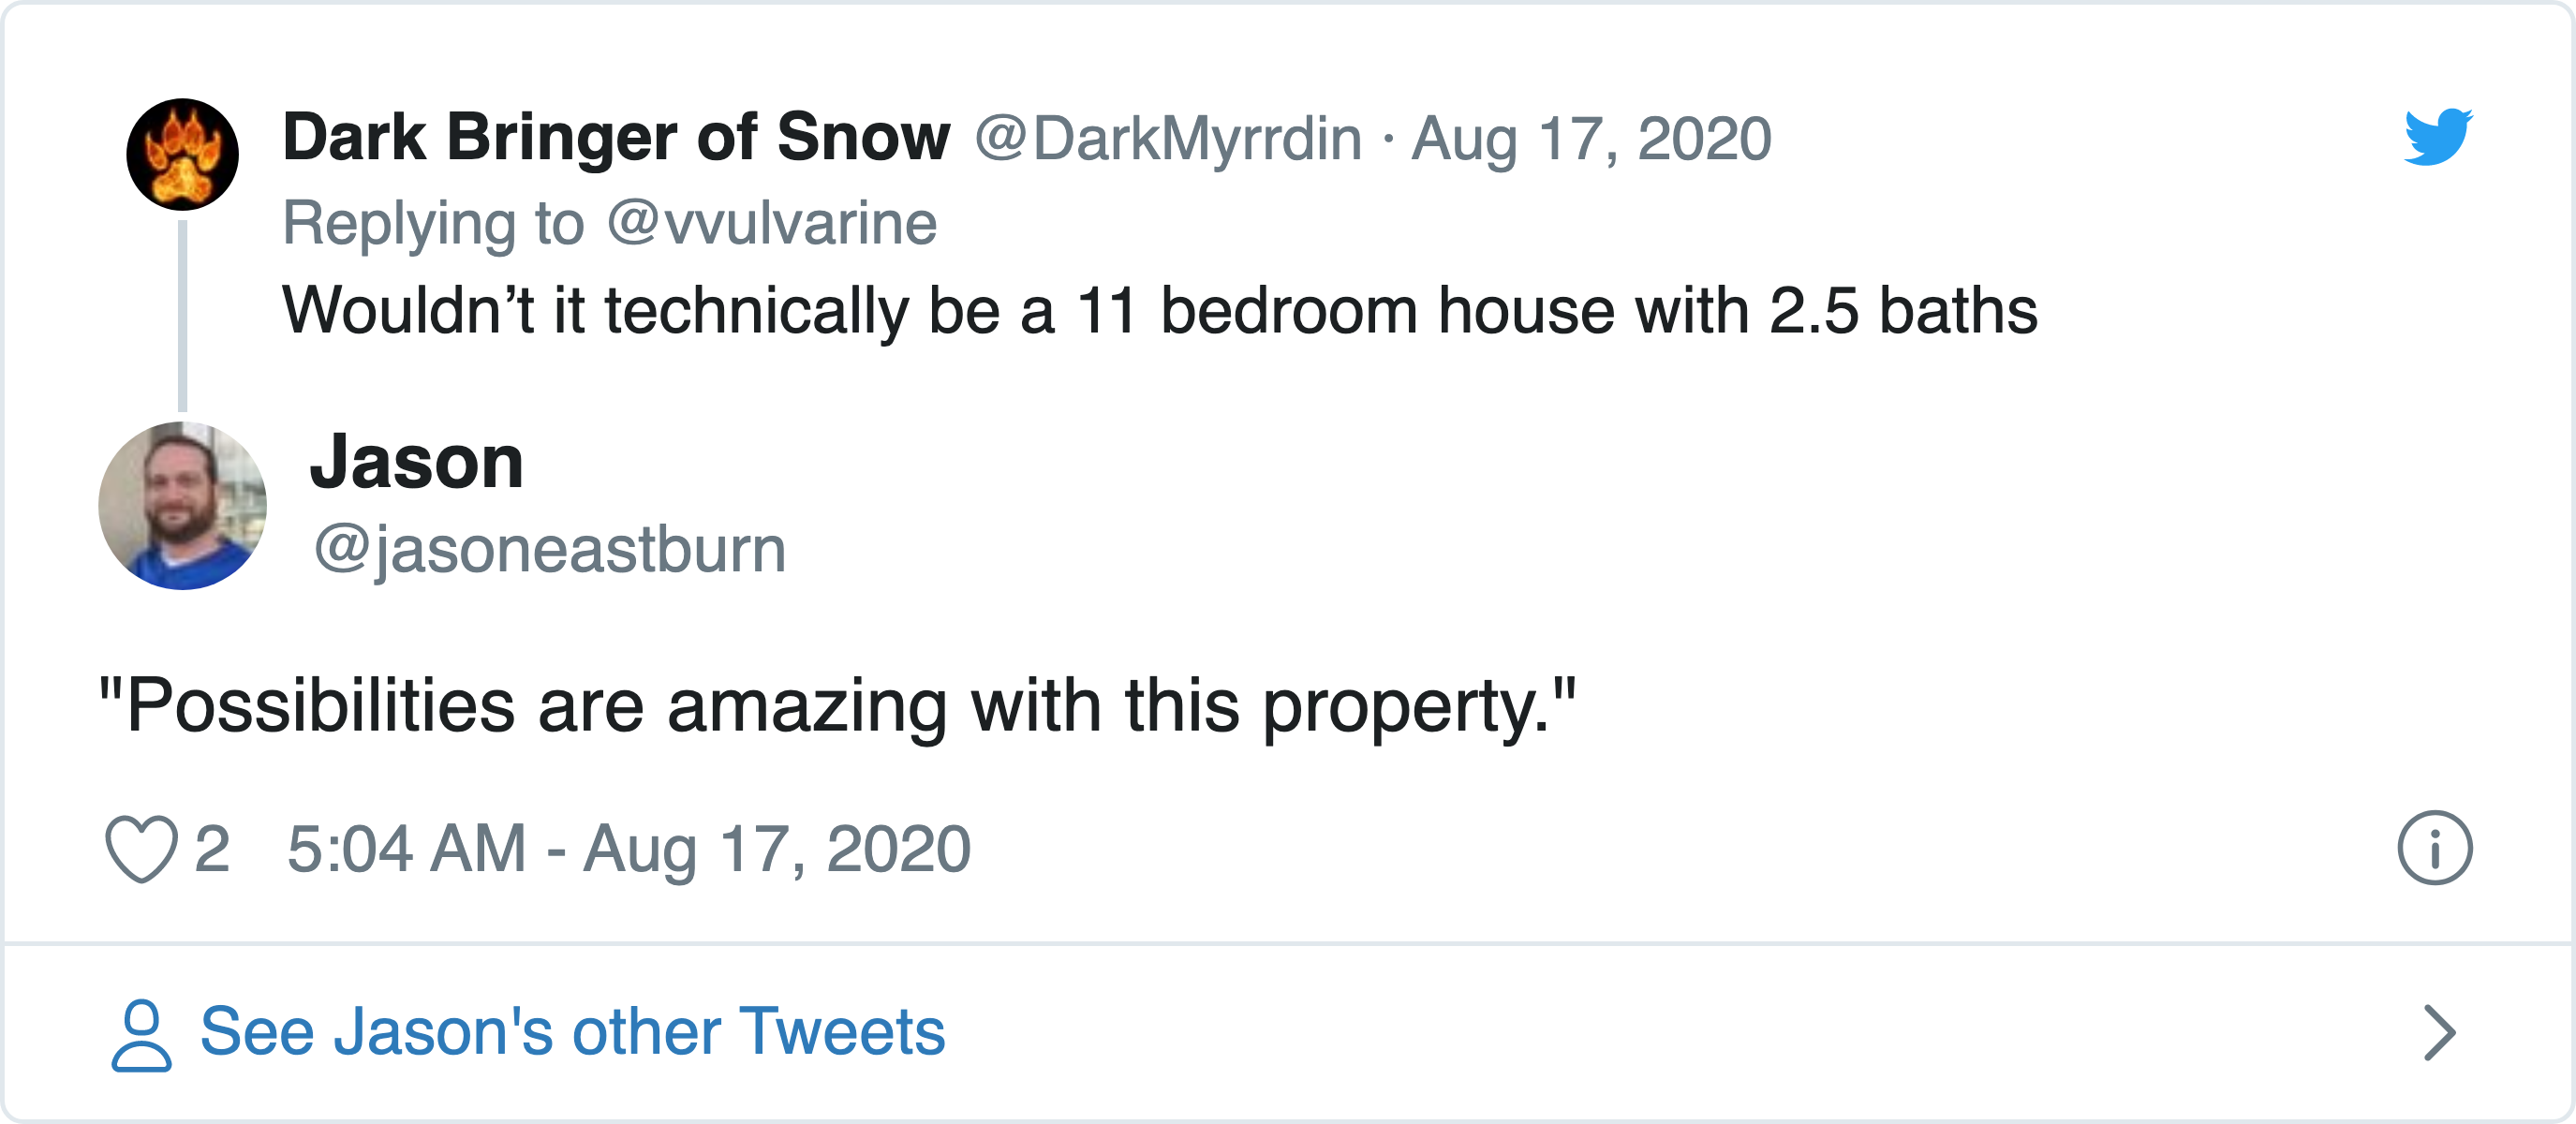 Dark Bringer of Snow @DarkMyrrdin · Aug 17, 2020
Replying to @vvulvarine
Wouldn’t it technically be a 11 bedroom house with 2.5 baths
Jason
@jasoneastburn
"Possibilities are amazing with this property."
2 5:04 AM - Aug 17, 2020
See Jason's other Tweets